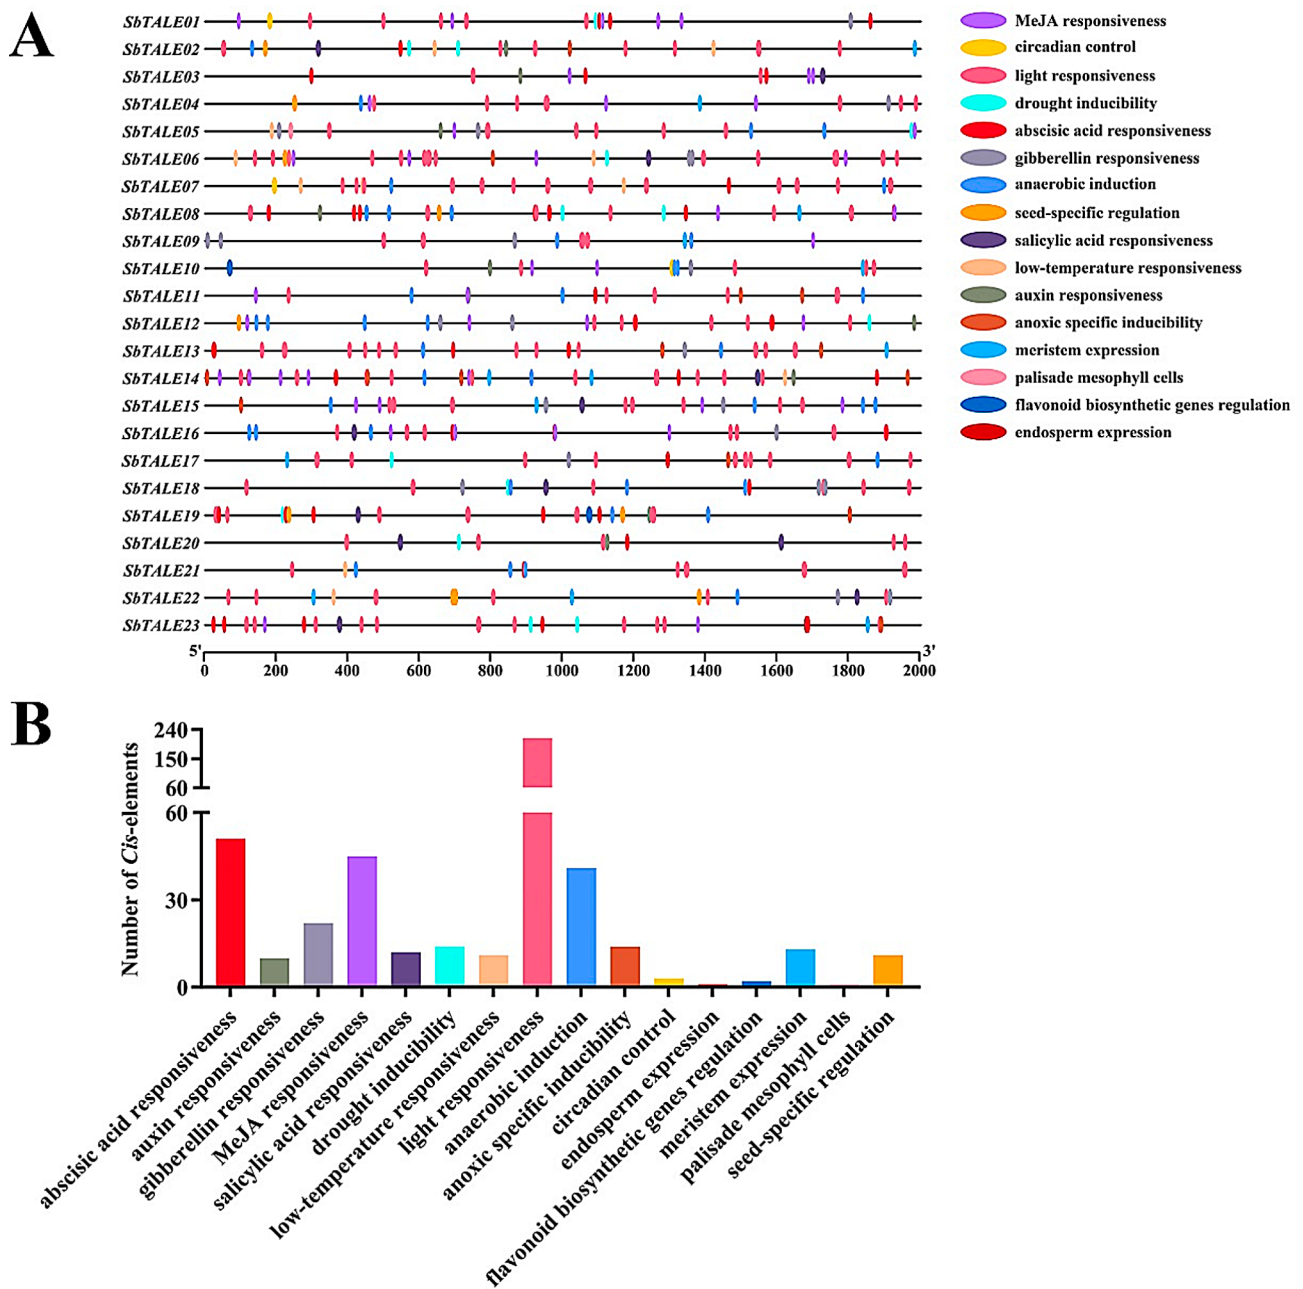 A
SbTALE01
SbTALE02
SbTALE03
SbTALE04
SbTALE05
SbTALE06
SbTALE07
SbTALE08
SbTALE09
SbTALE10
SbTALE11
SbTALE12
SbTALE13
SbTALE14
SbTALE15
SbTALE16
SbTALE17
SbTALE18
SbTALE19
SbTALE20
SbTALE21
SbTALE22
SbTALE23
5' 3'
0 200 400 600 800 1000 1200 1400 1600 1800 2000
MeJA responsiveness
circadian control
light responsiveness
drought inducibility
abscisic acid responsiveness
gibberellin responsiveness
anaerobic induction
seed-specific regulation
salicylic acid responsiveness
low-temperature responsiveness
auxin responsiveness
anoxic specific inducibility
meristem expression
palisade mesophyll cells
flavonoid biosynthetic genes regulation
endosperm expression
B
Number of Cis-elements
240
150
60
60
30
0
abscisic acid responsiveness
auxin responsiveness
gibberellin responsiveness
MeJA responsiveness
salicylic acid responsiveness
drought inducibility
low-temperature responsiveness
light responsiveness
anaerobic induction
anoxic specific inducibility
circadian control
endosperm expression
flavonoid biosynthetic genes regulation
meristem expression
palisade mesophyll cells
seed-specific regulation